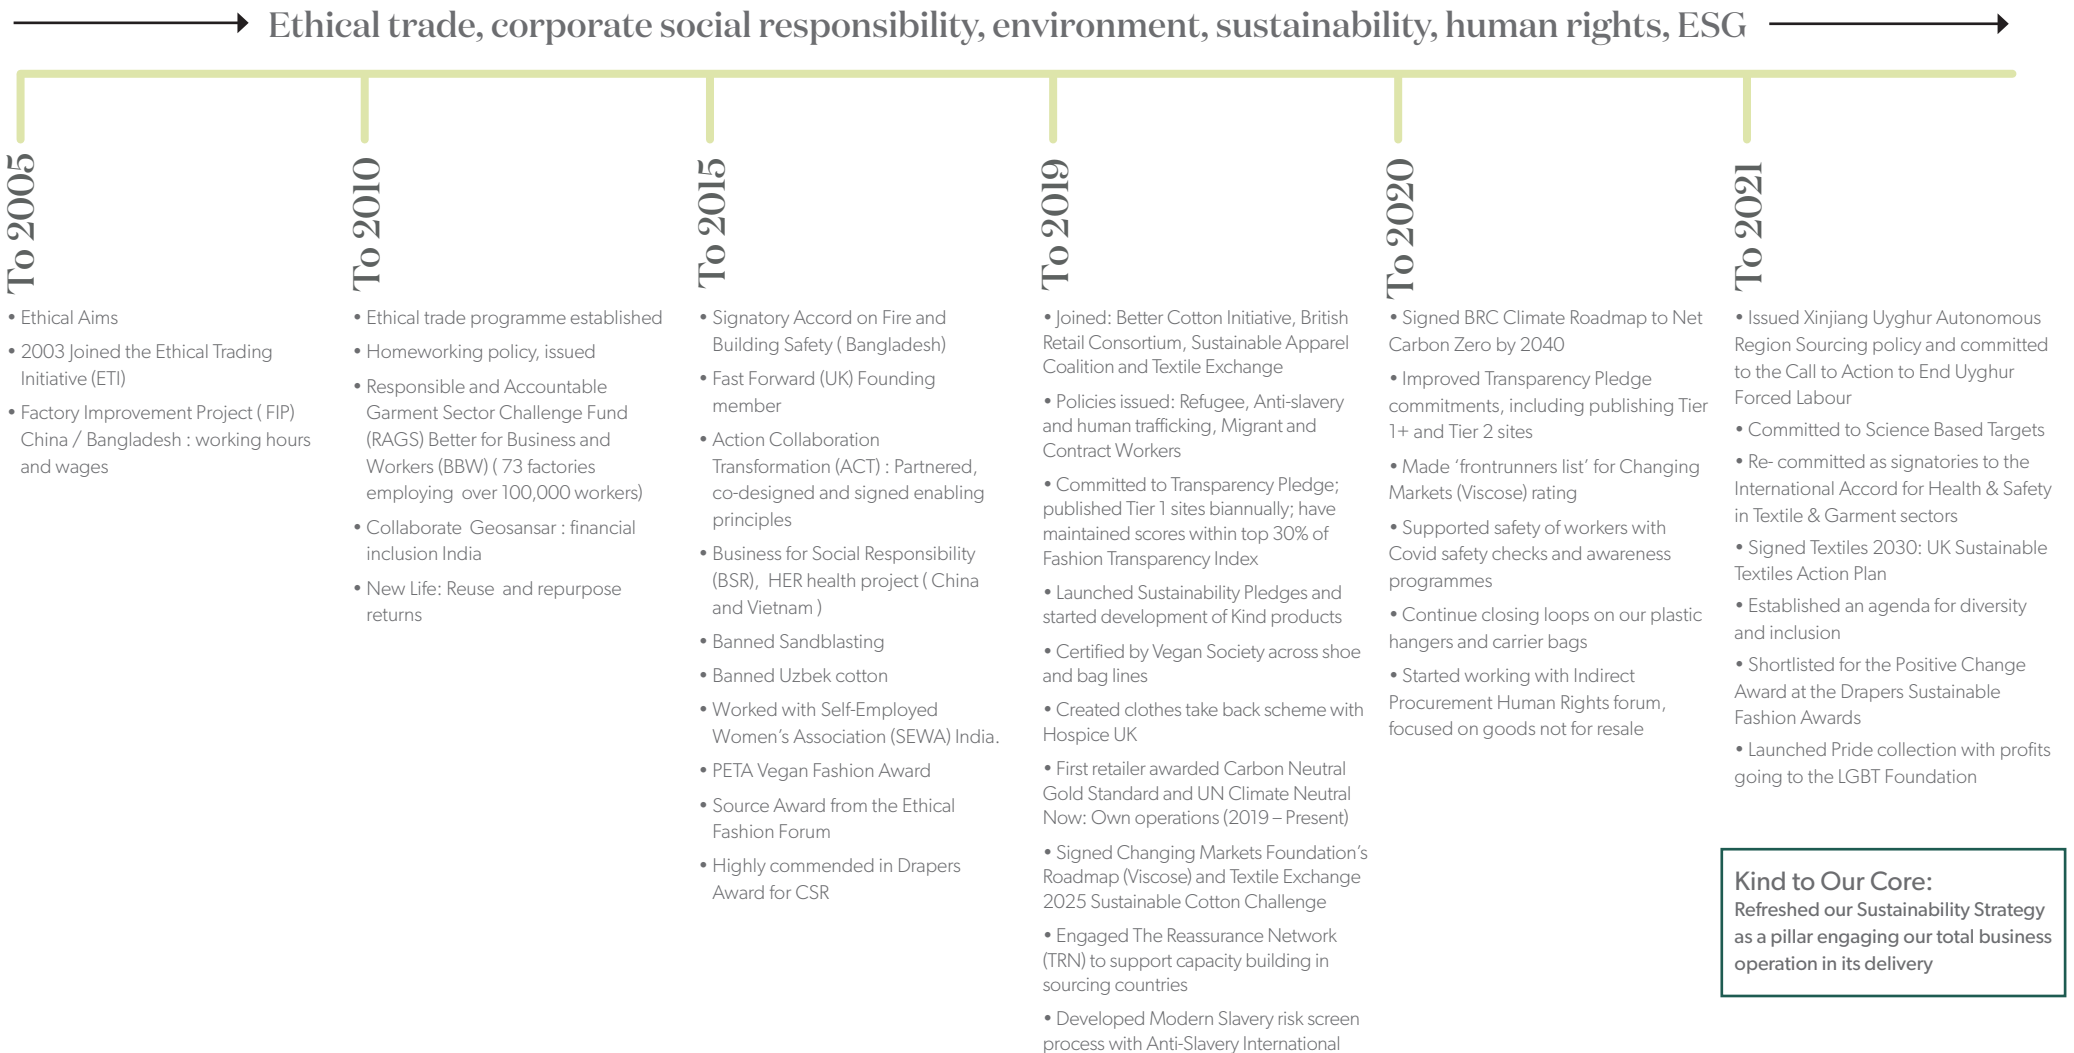 Ethical trade, corporate social responsibility, environment, sustainability, human rights, ESG
To 2005
• Ethical Aims
• 2003 Joined the Ethical Trading
Initiative (ETI)
• Factory Improvement Project ( FIP)
China / Bangladesh : working hours
and wages
To 2010
• Ethical trade programme established
• Homeworking policy, issued
• Responsible and Accountable
Garment Sector Challenge Fund
(RAGS) Better for Business and
Workers (BBW) ( 73 factories
employing over 100,000 workers)
• Collaborate Geosansar : financial
inclusion India
• New Life: Reuse and repurpose
returns
To 2015
• Signatory Accord on Fire and
Building Safety ( Bangladesh)
• Fast Forward (UK) Founding
member
• Action Collaboration
Transformation (ACT) : Partnered,
co-designed and signed enabling
principles
• Business for Social Responsibility
(BSR), HER health project ( China
and Vietnam )
• Banned Sandblasting
• Banned Uzbek cotton
• Worked with Self-Employed
Women's Association (SEWA) India.
• PETA Vegan Fashion Award
• Source Award from the Ethical
Fashion Forum
• Highly commended in Drapers
Award for CSR
To 2019
• Joined: Better Cotton Initiative, British
Retail Consortium, Sustainable Apparel
Coalition and Textile Exchange
• Policies issued: Refugee, Anti-slavery
and human trafficking, Migrant and
Contract Workers
• Committed to Transparency Pledge;
published Tier 1 sites biannually; have
maintained scores within top 30% of
Fashion Transparency Index
• Launched Sustainability Pledges and
started development of Kind products
• Certified by Vegan Society across shoe
and bag lines
• Created clothes take back scheme with
Hospice UK
• First retailer awarded Carbon Neutral
Gold Standard and UN Climate Neutral
Now: Own operations (2019 – Present)
• Signed Changing Markets Foundation's
Roadmap (Viscose) and Textile Exchange
2025 Sustainable Cotton Challenge
• Engaged The Reassurance Network
(TRN) to support capacity building in
sourcing countries
• Developed Modern Slavery risk screen
process with Anti-Slavery International
To 2020
• Signed BRC Climate Roadmap to Net
Carbon Zero by 2040
• Improved Transparency Pledge
commitments, including publishing Tier
1+ and Tier 2 sites
• Made 'frontrunners list' for Changing
Markets (Viscose) rating
• Supported safety of workers with
Covid safety checks and awareness
programmes
• Continue closing loops on our plastic
hangers and carrier bags
• Started working with Indirect
Procurement Human Rights forum,
focused on goods not for resale
To 2021
• Issued Xinjiang Uyghur Autonomous
Region Sourcing policy and committed
to the Call to Action to End Uyghur
Forced Labour
• Committed to Science Based Targets
• Re- committed as signatories to the
International Accord for Health & Safety
in Textile & Garment sectors
• Signed Textiles 2030: UK Sustainable
Textiles Action Plan
• Established an agenda for diversity
and inclusion
• Shortlisted for the Positive Change
Award at the Drapers Sustainable
Fashion Awards
• Launched Pride collection with profits
going to the LGBT Foundation
Kind to Our Core:
Refreshed our Sustainability Strategy
as a pillar engaging our total business
operation in its delivery